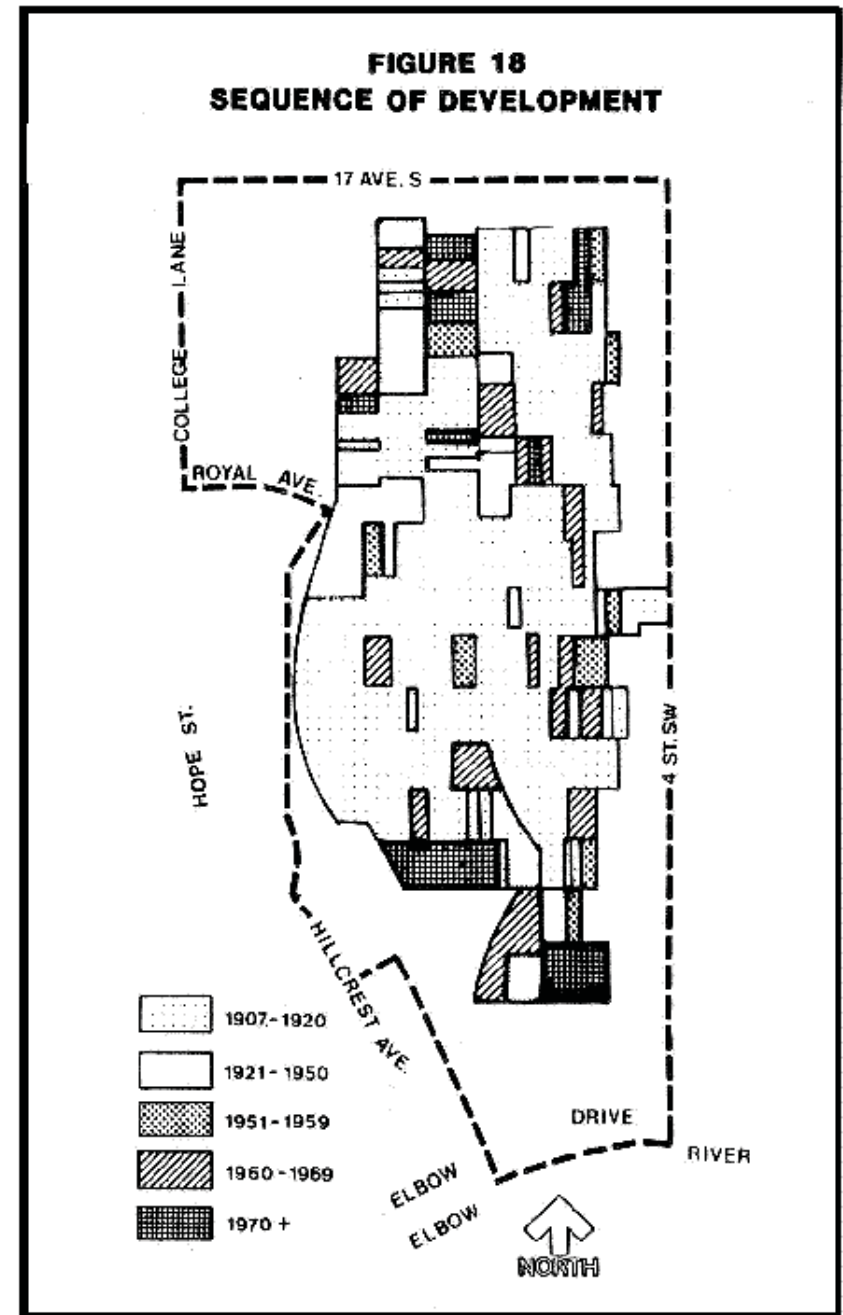 FIGURE 18
SEQUENCE OF DEVELOPMENT
17 AVE. S
COLLEGE LANE
ROYAL AVE.
HOPE ST.
4 ST. SW
HILLCREST AVE.
1907-1920
1921-1950
1951-1959
1960-1969
1970 +
DRIVE
RIVER
ELBOW
ELBOW
NORTH